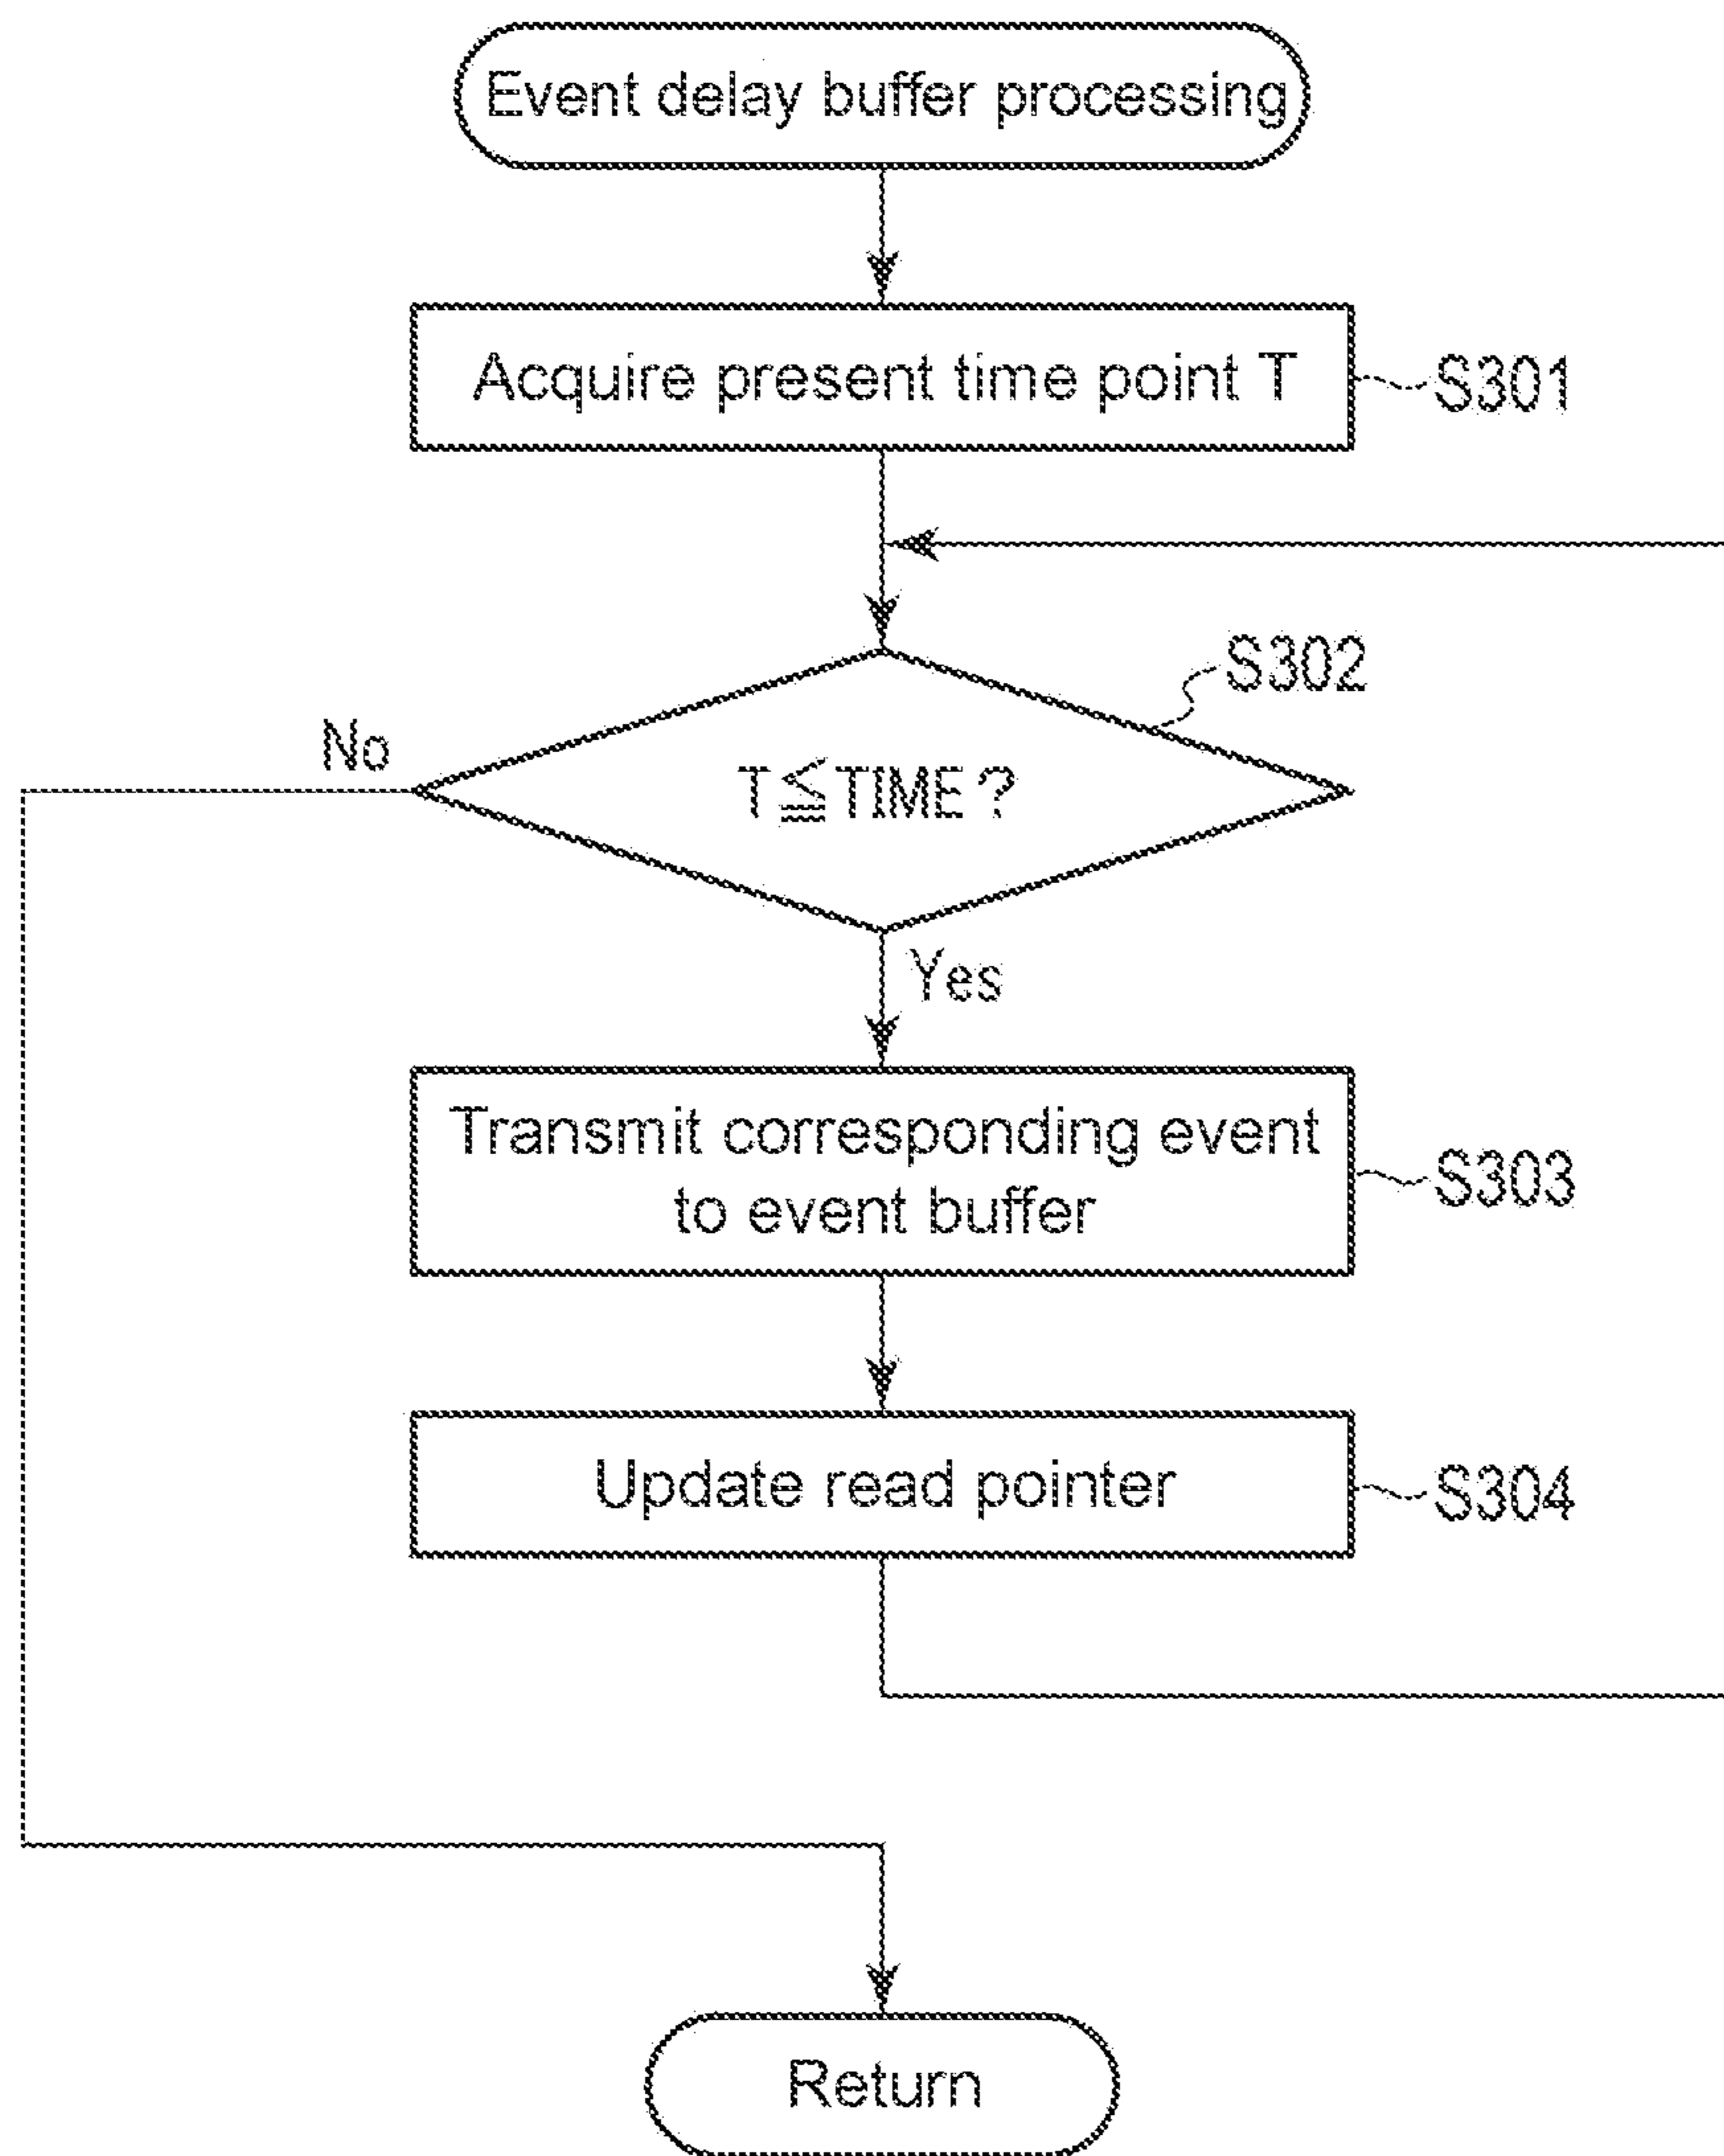 Event delay buffer processing
Acquire present time point T
S301
S302
No
T≦TIME?
Yes
Transmit corresponding event
to event buffer
S303
Update read pointer
S304
Return